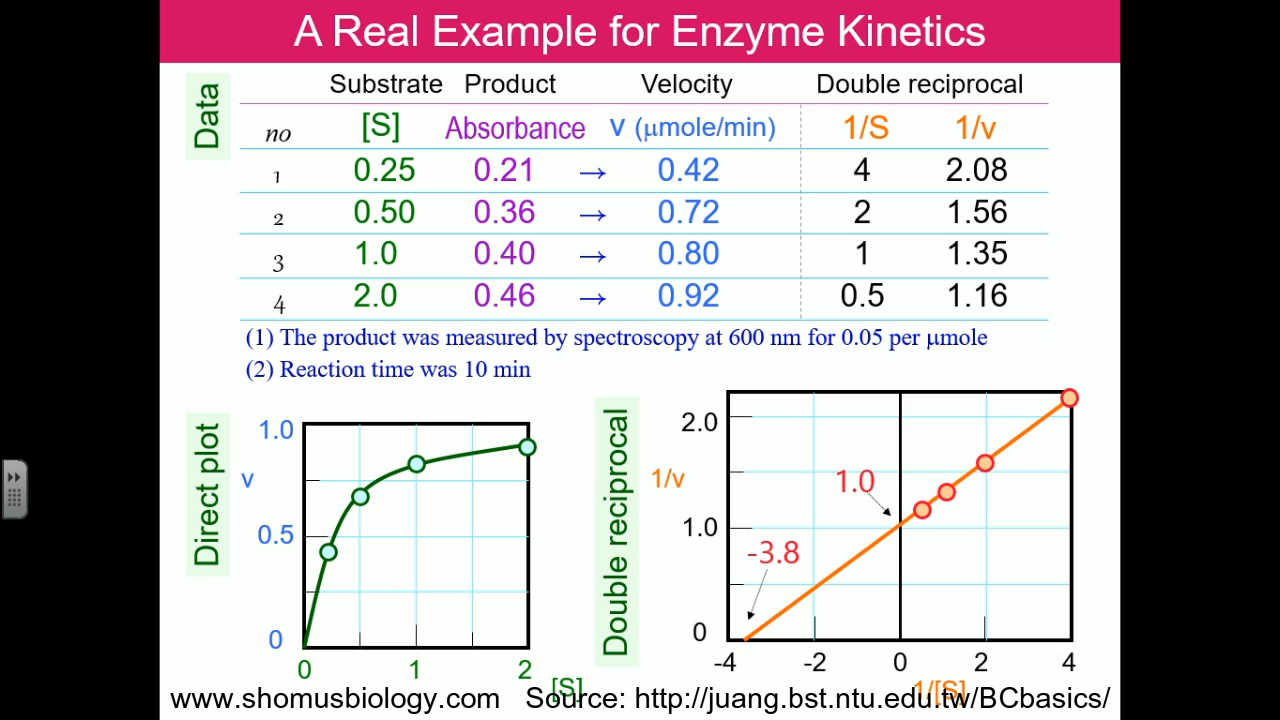 A Real Example for Enzyme Kinetics
Data
Substrate Product Velocity Double reciprocal
no [S] Absorbance v (μmole/min) 1/S 1/v
1 0.25 0.21 → 0.42 4 2.08
2 0.50 0.36 → 0.72 2 1.56
3 1.0 0.40 → 0.80 1 1.35
4 2.0 0.46 → 0.92 0.5 1.16
(1) The product was measured by spectroscopy at 600 nm for 0.05 per μmole
(2) Reaction time was 10 min
Direct plot
1.0
v
0.5
0
0 1 2
[S]
Double reciprocal
2.0
1/v
1.0
0
1.0
-3.8
-4 -2 0 2 4
1/[S]
www.shomusbiology.com Source: http://juang.bst.ntu.edu.tw/BCbasics/